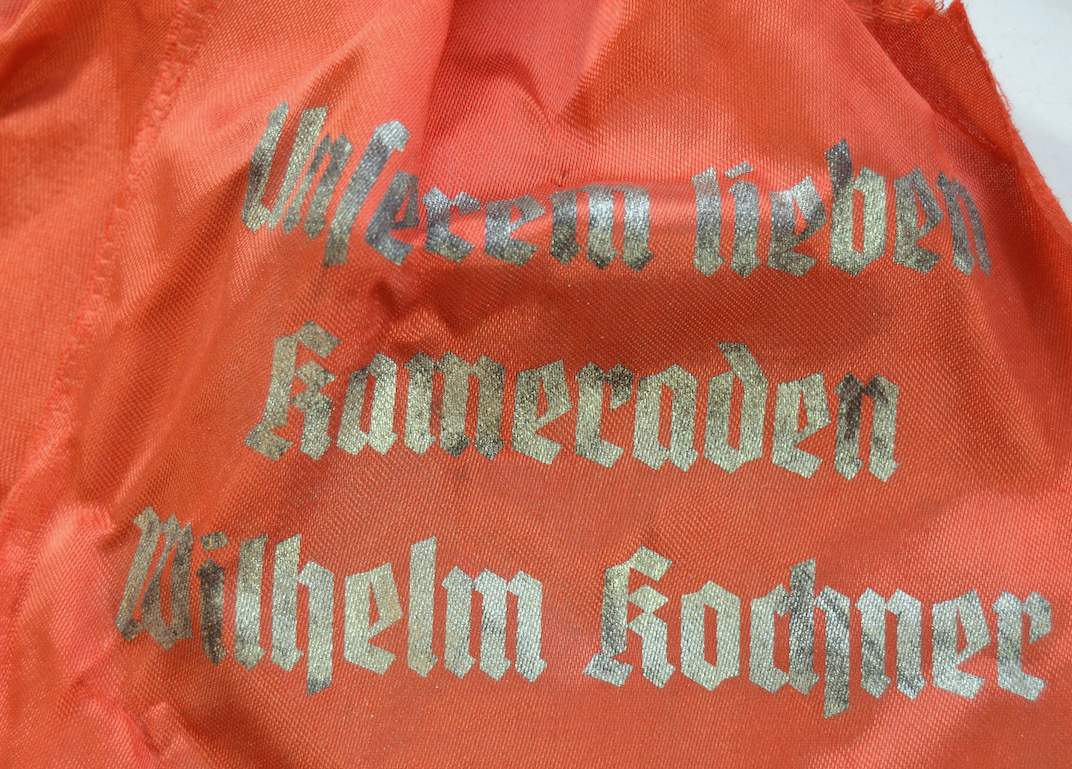 Unſerem lieben
Kameraden
Wilhelm Kochner